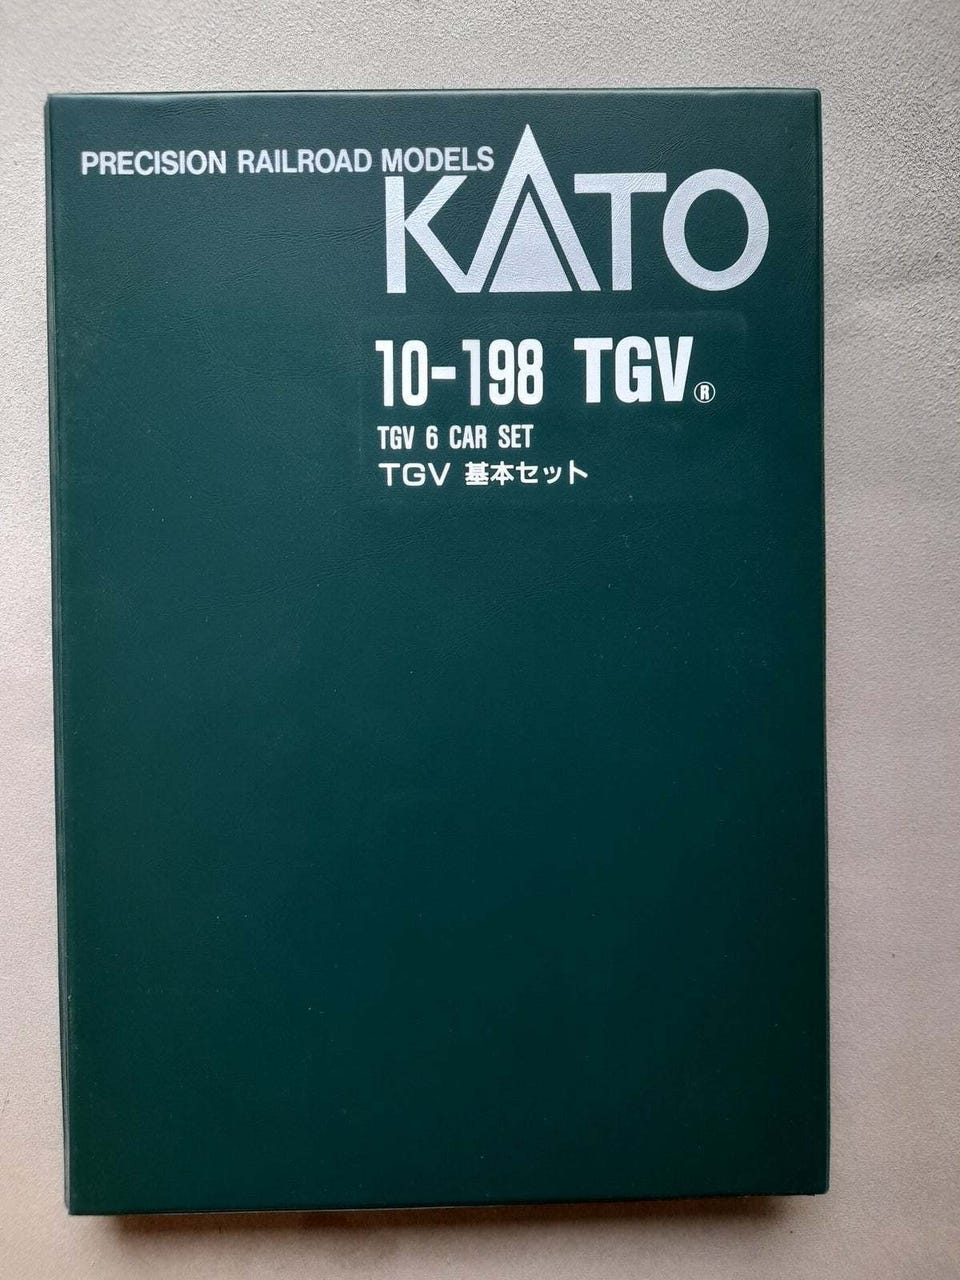 PRECISION RAILROAD MODELS
KATO
10-198 TGV®
TGV 6 CAR SET
TGV 基本セット